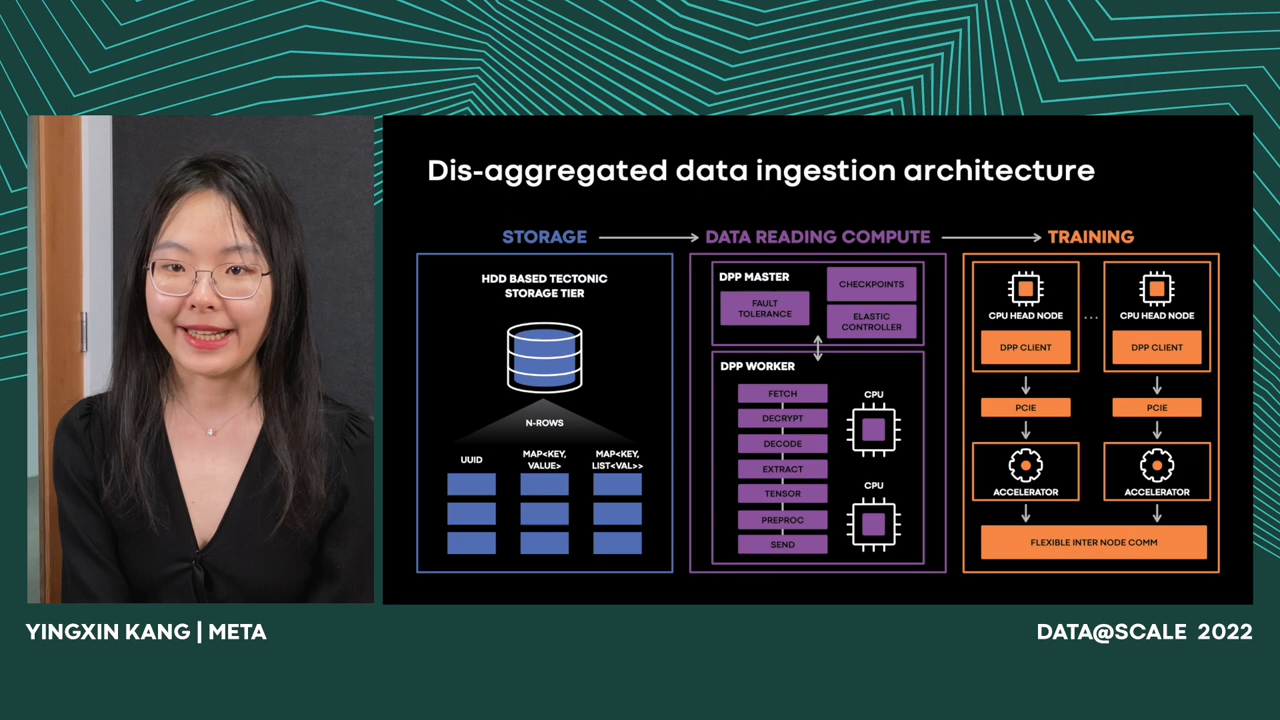 Dis-aggregated data ingestion architecture
STORAGE
DATA READING COMPUTE
TRAINING
HDD BASED TECTONIC
STORAGE TIER
N-ROWS
UUID
MAP<KEY,
VALUE>
MAP<KEY,
LIST<VAL>>
DPP MASTER
FAULT
TOLERANCE
CHECKPOINTS
ELASTIC
CONTROLLER
DPP WORKER
FETCH
DECRYPT
DECODE
EXTRACT
TENSOR
PREPROC
SEND
CPU
CPU
CPU HEAD NODE
DPP CLIENT
PCIE
ACCELERATOR
...
CPU HEAD NODE
DPP CLIENT
PCIE
ACCELERATOR
FLEXIBLE INTER NODE COMM
YINGXIN KANG | META
DATA@SCALE 2022